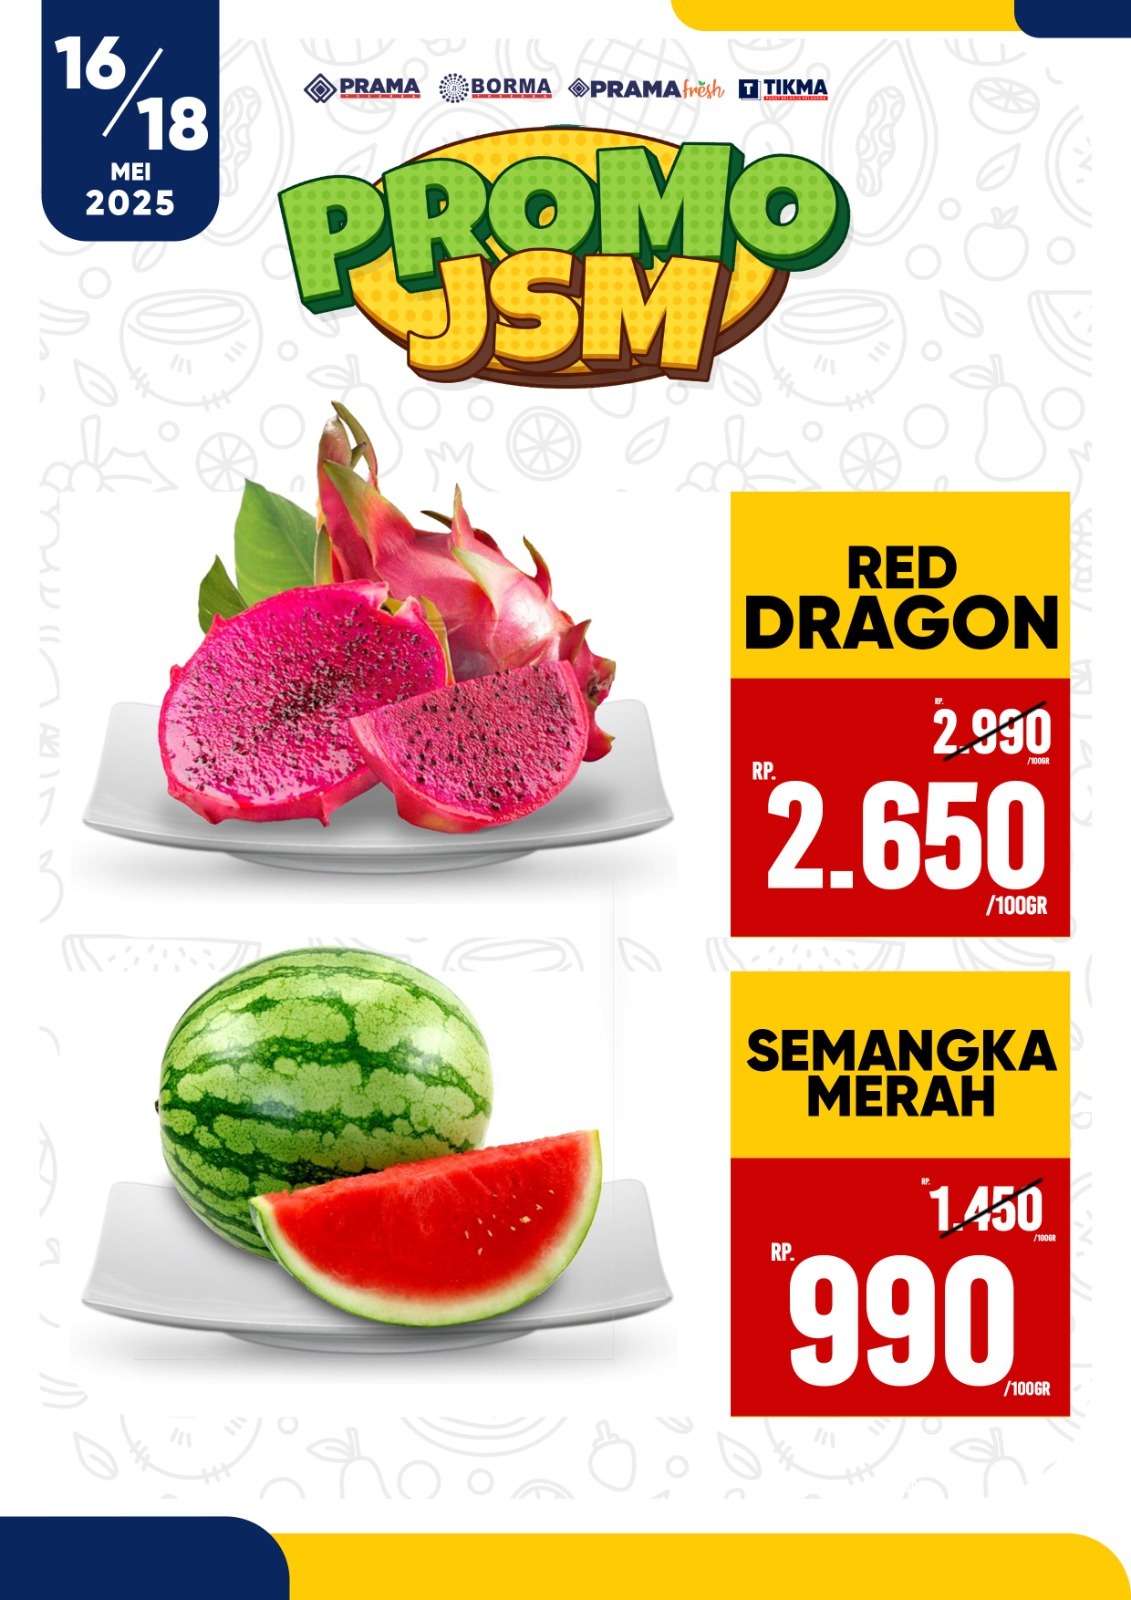 16/18
MEI
2025
PRAMA BORMA PRAMA fresh T TIKMA
PROMO
JSM
RED
DRAGON
RP. 2.990 /100GR
RP. 2.650 /100GR
SEMANGKA
MERAH
RP. 1.450 /100GR
RP. 990 /100GR